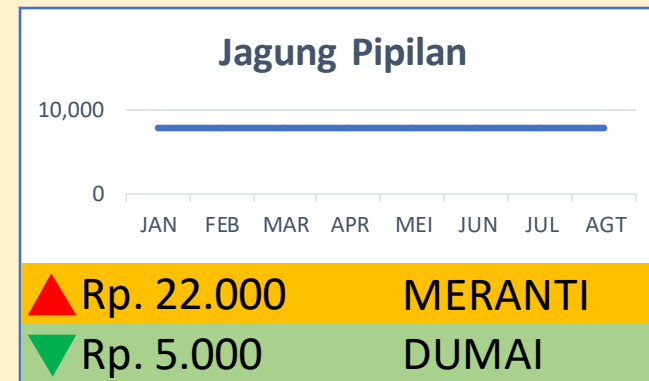 Jagung Pipilan
10,000
0
JAN FEB MAR APR MEI JUN JUL AGT
Rp. 22.000 MERANTI
Rp. 5.000 DUMAI